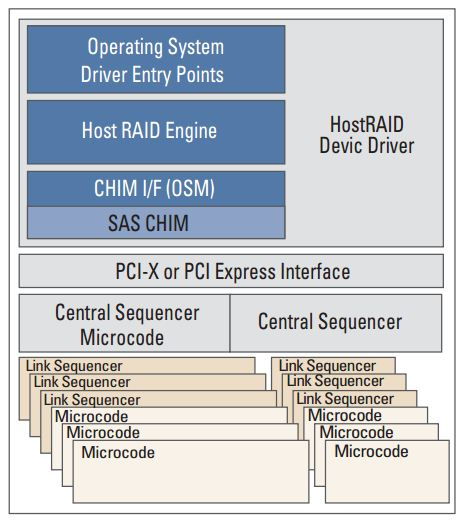 Operating System
Driver Entry Points
Host RAID Engine
HostRAID
Devic Driver
CHIM I/F (OSM)
SAS CHIM
PCI-X or PCI Express Interface
Central Sequencer
Microcode
Central Sequencer
Link Sequencer
Link Sequencer
Link Sequencer
Microcode
Microcode
Microcode
Link Sequencer
Link Sequencer
Link Sequencer
Microcode
Microcode
Microcode